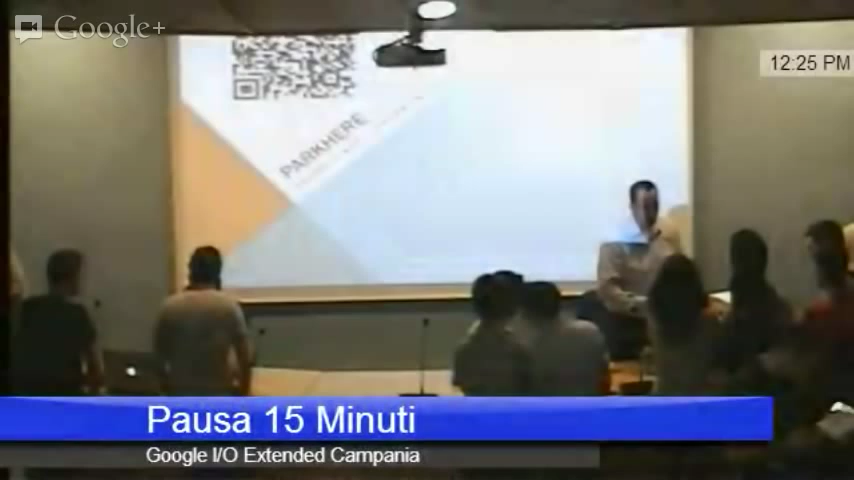 Google+
12:25 PM
PARKHERE
Pausa 15 Minuti
Google I/O Extended Campania